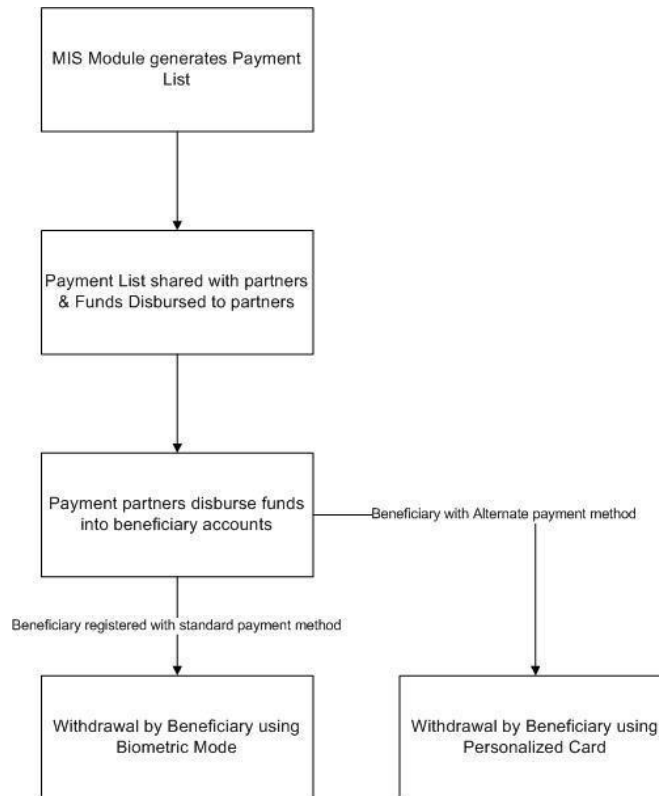 MIS Module generates Payment
List
Payment List shared with partners
& Funds Disbursed to partners
Payment partners disburse funds
into beneficiary accounts
Beneficiary with Alternate payment method
Beneficiary registered with standard payment method
Withdrawal by Beneficiary using
Biometric Mode
Withdrawal by Beneficiary using
Personalized Card